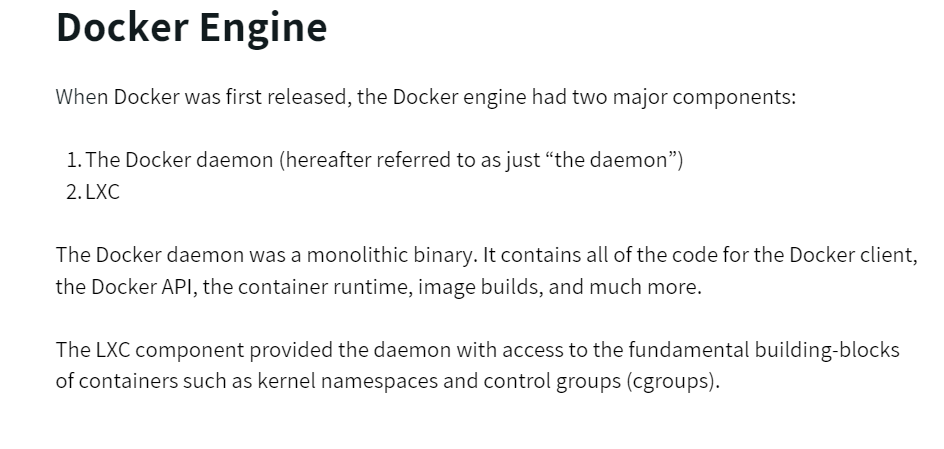 Docker Engine
When Docker was first released, the Docker engine had two major components:
1. The Docker daemon (hereafter referred to as just “the daemon”)
2. LXC
The Docker daemon was a monolithic binary. It contains all of the code for the Docker client,
the Docker API, the container runtime, image builds, and much more.
The LXC component provided the daemon with access to the fundamental building-blocks
of containers such as kernel namespaces and control groups (cgroups).